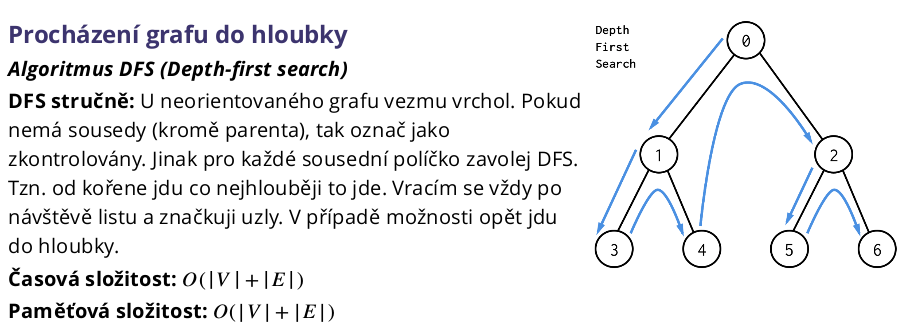 Procházení grafu do hloubky
Algoritmus DFS (Depth-first search)
DFS stručně: U neorientovaného grafu vezmu vrchol. Pokud
nemá sousedy (kromě parenta), tak označ jako
zkontrolovány. Jinak pro každé sousední políčko zavolej DFS.
Tzn. od kořene jdu co nejhlouběji to jde. Vracím se vždy po
návštěvě listu a značkuji uzly. V případě možnosti opět jdu
do hloubky.
Časová složitost: O(|V|+|E|)
Paměťová složitost: O(|V|+|E|)
Depth
First
Search
0
1
2
3
4
5
6